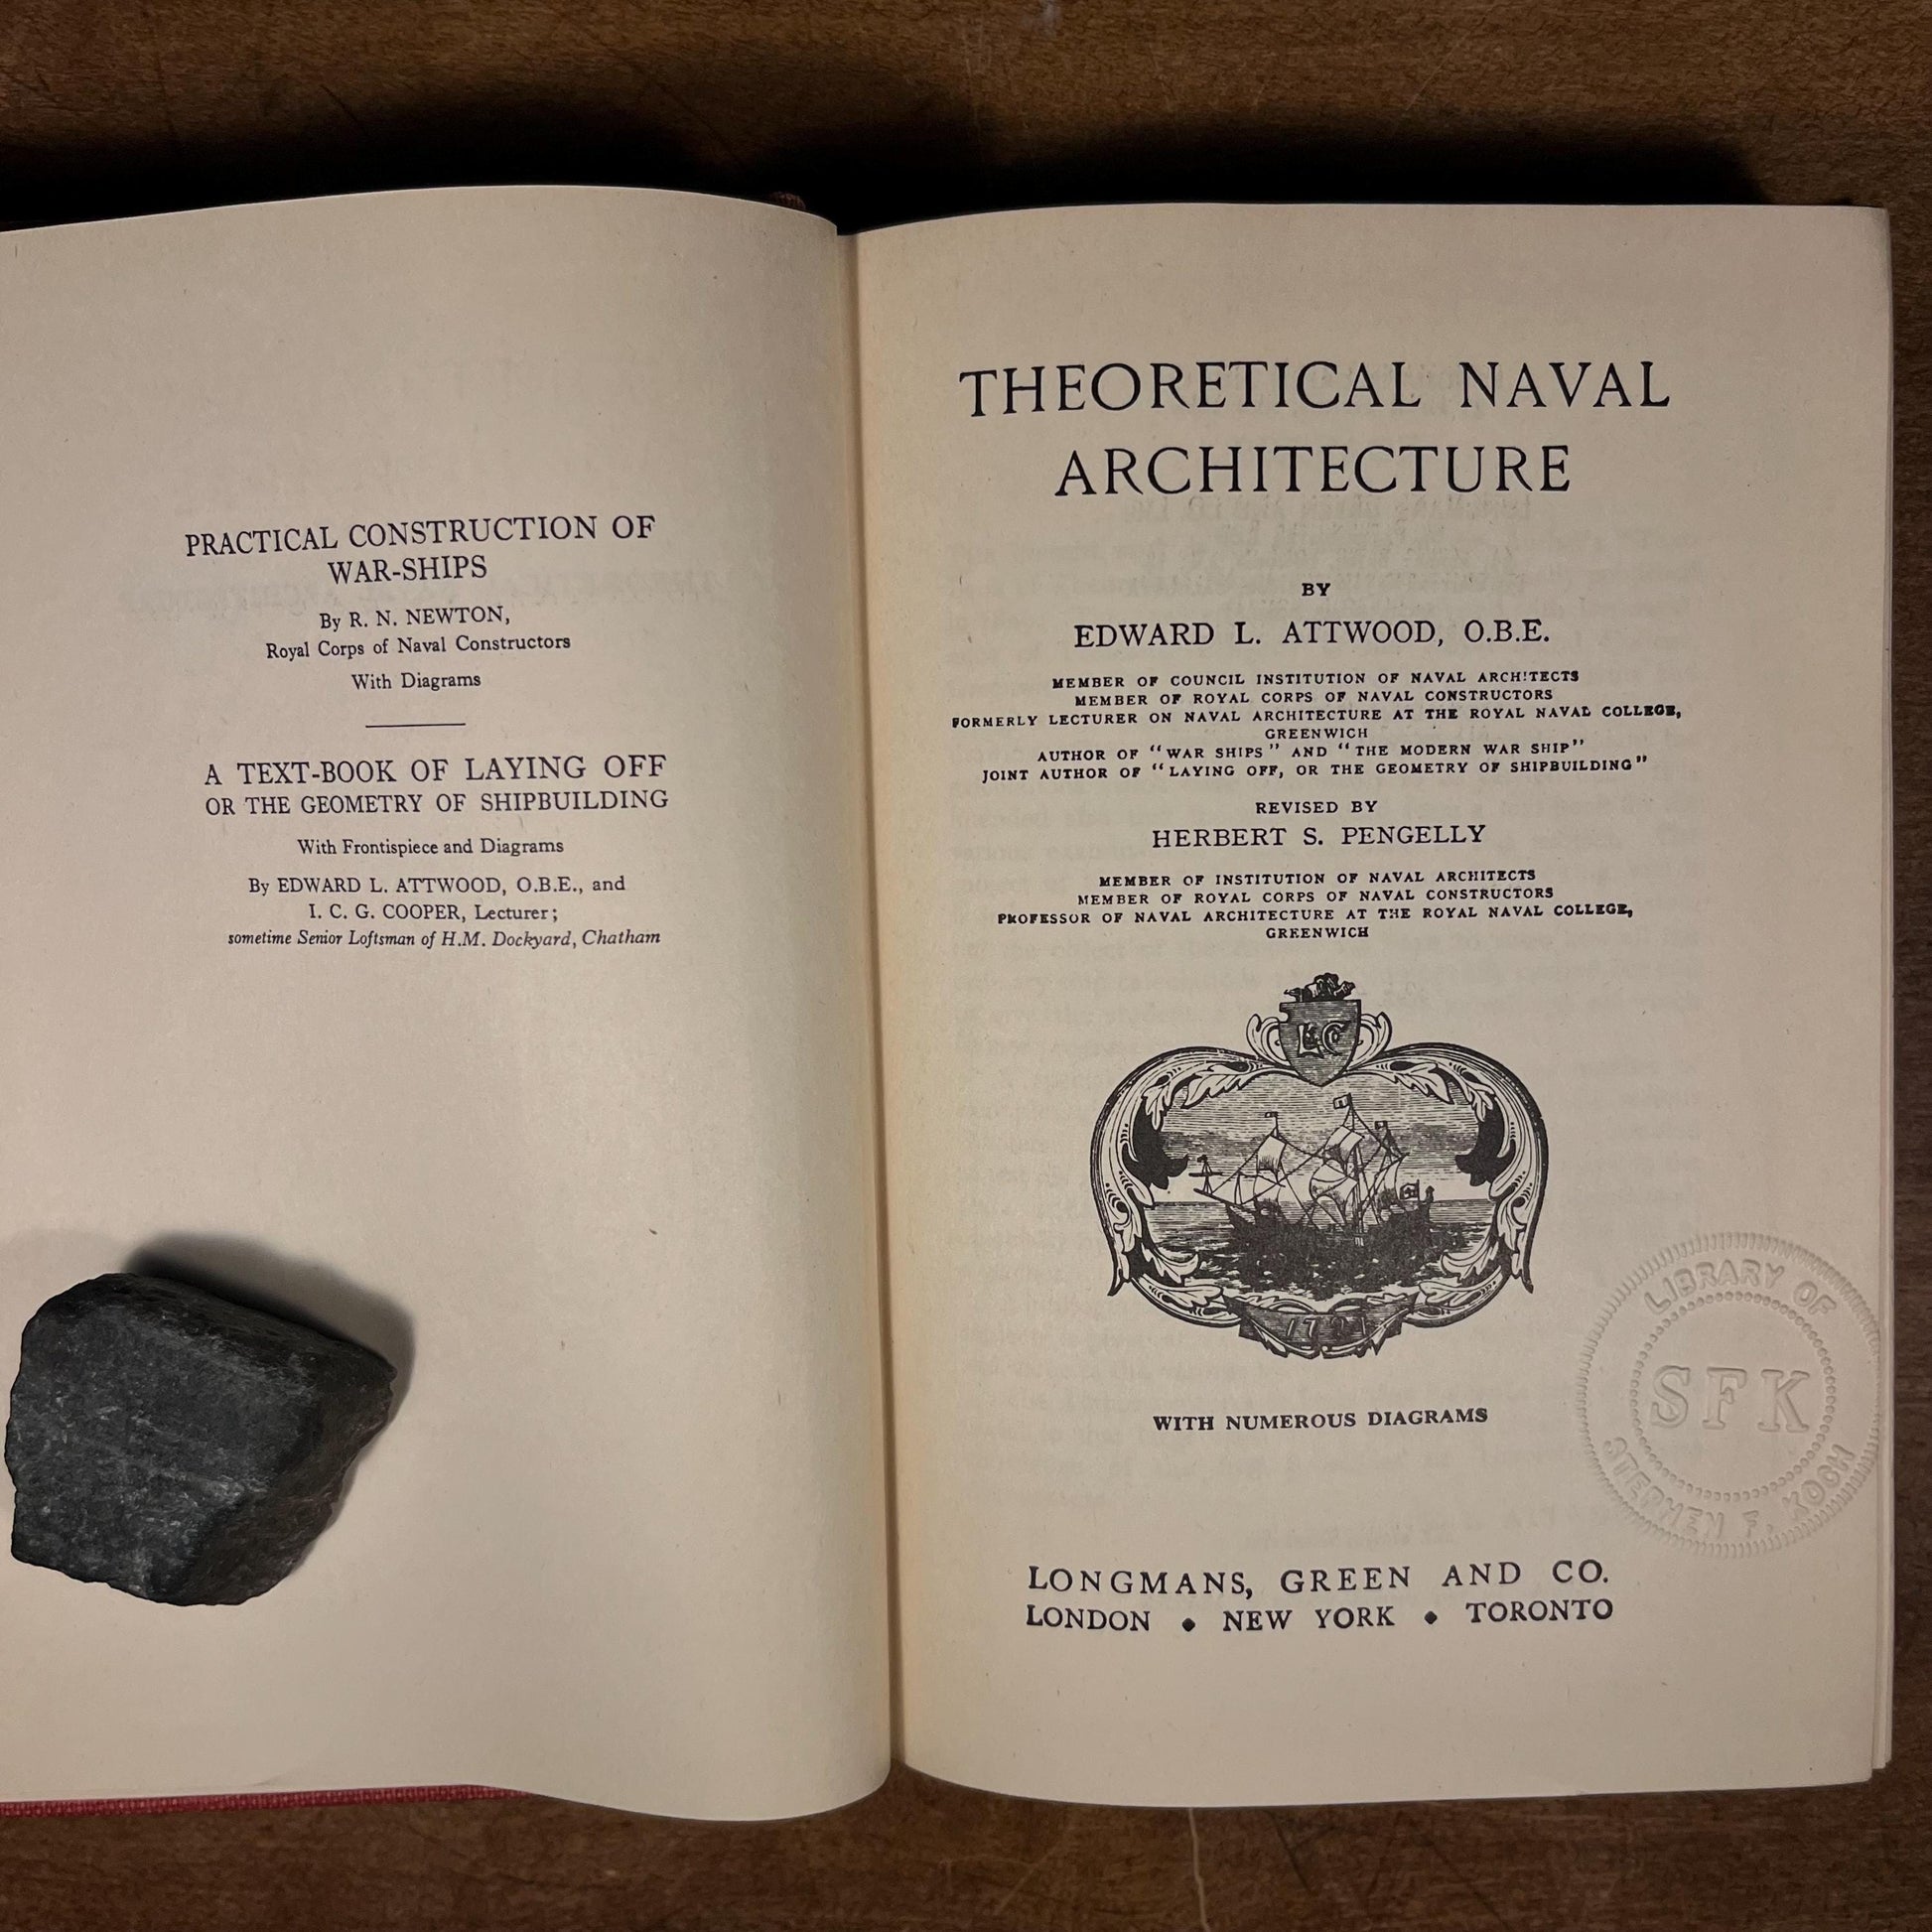 PRACTICAL CONSTRUCTION OF
WAR-SHIPS
By R. N. NEWTON,
Royal Corps of Naval Constructors
With Diagrams
A TEXT-BOOK OF LAYING OFF
OR THE GEOMETRY OF SHIPBUILDING
With Frontispiece and Diagrams
By EDWARD L. ATTWOOD, O.B.E., and
I. C. G. COOPER, Lecturer;
sometime Senior Loftsman of H.M. Dockyard, Chatham
THEORETICAL NAVAL
ARCHITECTURE
BY
EDWARD L. ATTWOOD, O.B.E.
MEMBER OF COUNCIL INSTITUTION OF NAVAL ARCHITECTS
MEMBER OF ROYAL CORPS OF NAVAL CONSTRUCTORS
FORMERLY LECTURER ON NAVAL ARCHITECTURE AT THE ROYAL NAVAL COLLEGE,
GREENWICH
AUTHOR OF "WAR SHIPS" AND "THE MODERN WAR SHIP"
JOINT AUTHOR OF "LAYING OFF, OR THE GEOMETRY OF SHIPBUILDING"
REVISED BY
HERBERT S. PENGELLY
MEMBER OF INSTITUTION OF NAVAL ARCHITECTS
MEMBER OF ROYAL CORPS OF NAVAL CONSTRUCTORS
PROFESSOR OF NAVAL ARCHITECTURE AT THE ROYAL NAVAL COLLEGE,
GREENWICH
WITH NUMEROUS DIAGRAMS
LIBRARY OF
SFK
STEPHEN F. KOCH
LONGMANS, GREEN AND CO.
LONDON • NEW YORK • TORONTO